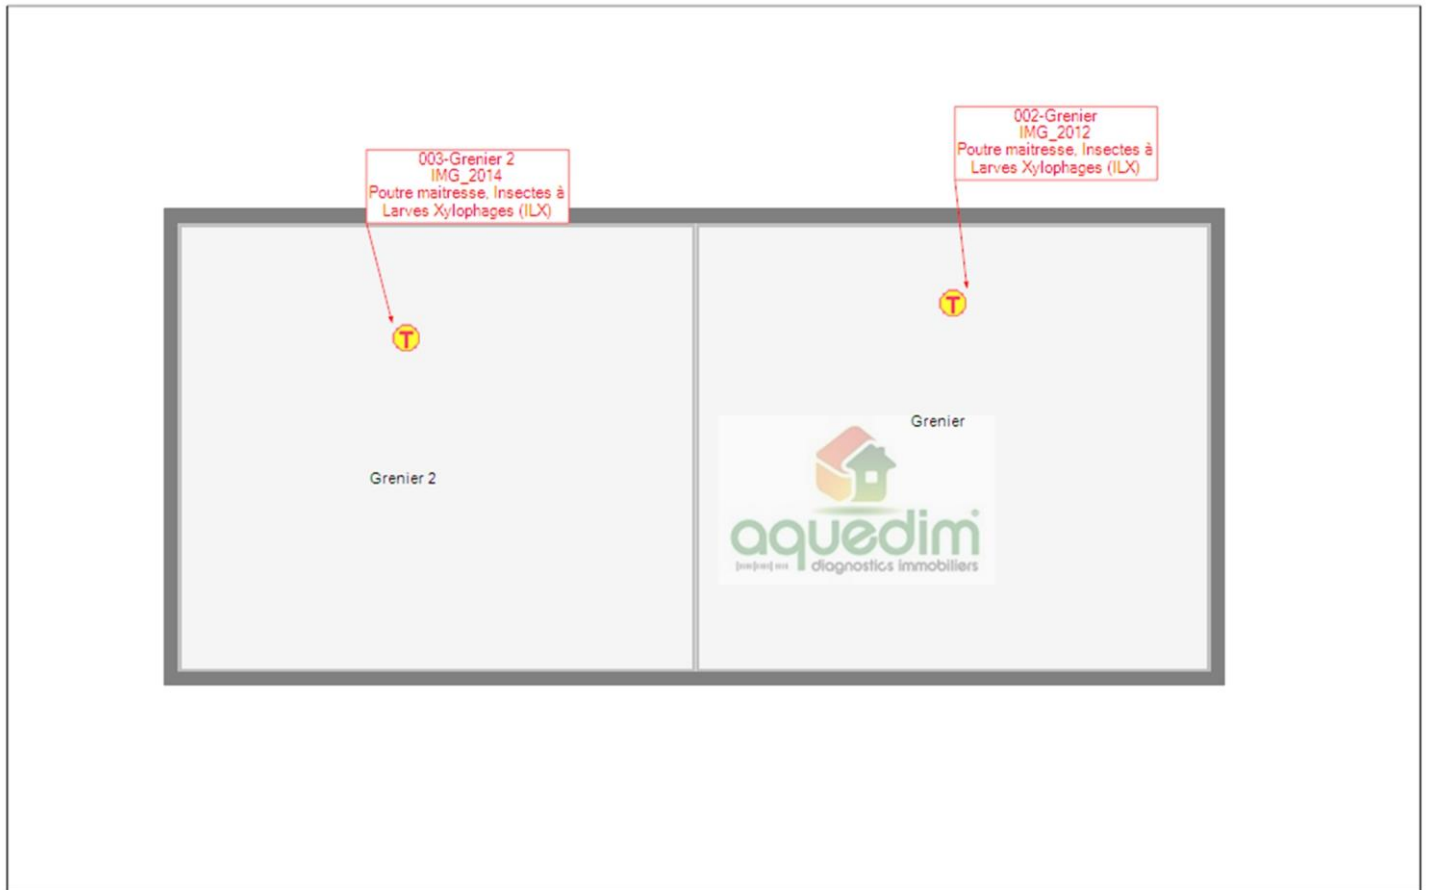 002-Grenier
IMG_2012
Poutre maitresse, Insectes à
Larves Xylophages (ILX)
003-Grenier 2
IMG_2014
Poutre maitresse, Insectes à
Larves Xylophages (ILX)
T
T
Grenier
Grenier 2
aquedim
diagnostics immobiliers